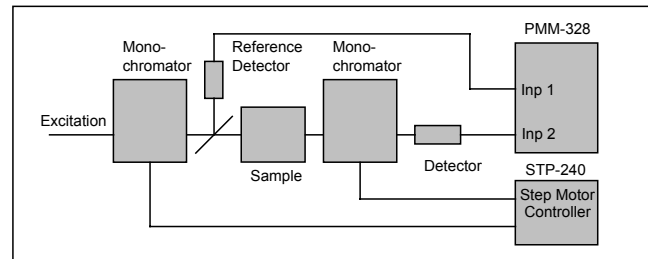 PMM-328
Mono-
chromator
Reference
Detector
Mono-
chromator
Inp 1
Excitation
Inp 2
Sample
Detector
STP-240
Step Motor
Controller